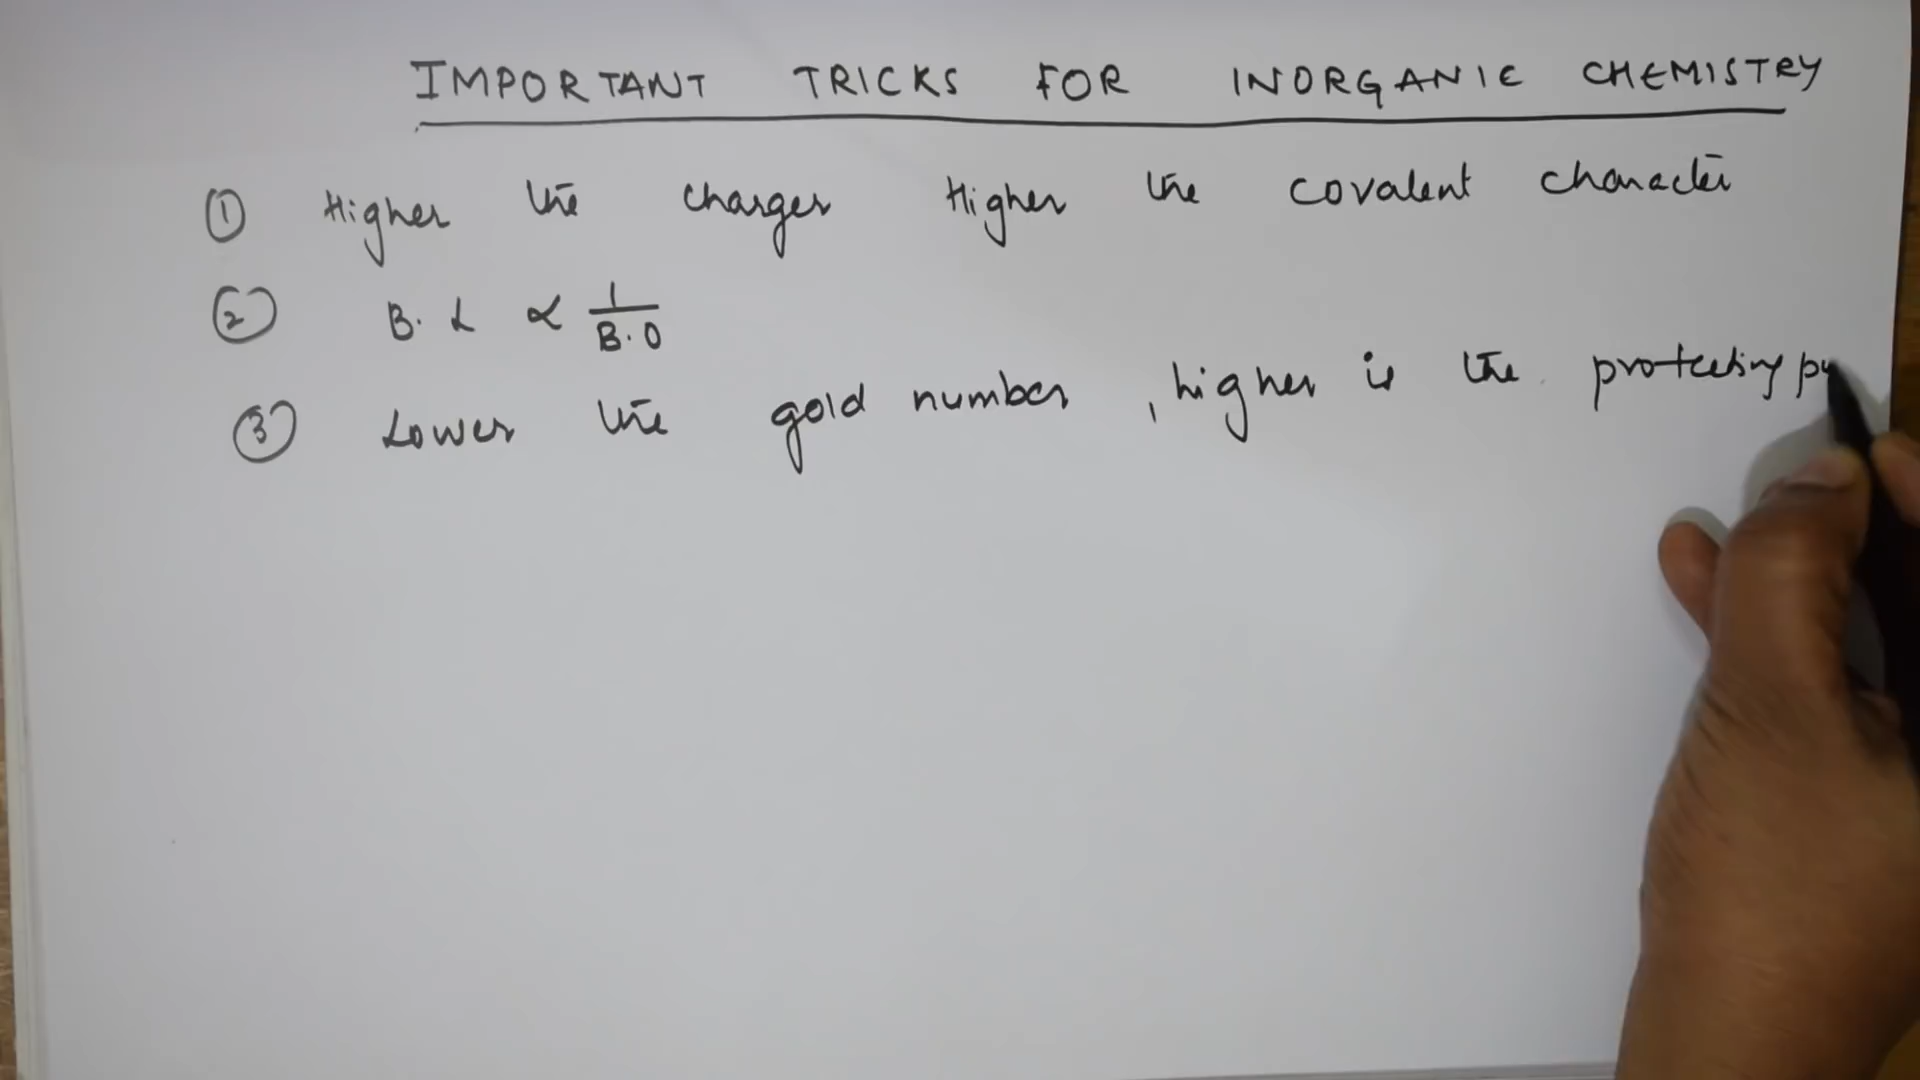 IMPORTANT TRICKS FOR INORGANIC CHEMISTRY
① Higher the charges Higher the covalent character
② B. L ∝ 1/B.O
③ Lower the gold number, higher is the protecting